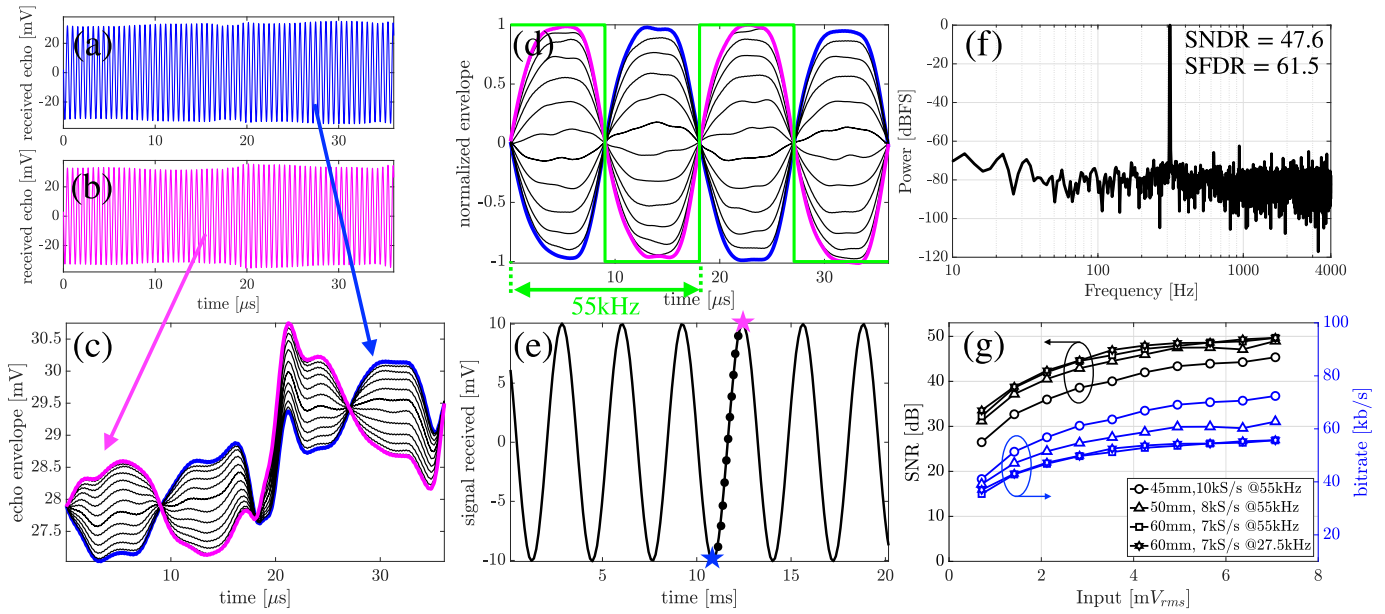 (a)
received echo [mV]
20
0
-20
10
20
30
(b)
received echo [mV]
20
0
-20
10
20
30
time [μs]
(c)
echo envelope [mV]
30.5
30
29.5
29
28.5
28
27.5
10
20
30
time [μs]
(d)
normalized envelope
1
0.5
0
-0.5
-1
10
20
30
time [μs]
55kHz
(e)
signal received [mV]
10
5
0
-5
-10
5
10
15
20
time [ms]
(f)
SNDR = 47.6
SFDR = 61.5
Power [dBFS]
0
-20
-40
-60
-80
-100
-120
10
100
1000
4000
Frequency [Hz]
(g)
SNR [dB]
50
40
30
20
10
0
bitrate [kb/s]
100
80
60
40
20
0
2
4
6
8
Input [mVrms]
45mm,10kS/s @55kHz
50mm, 8kS/s @55kHz
60mm, 7kS/s @55kHz
60mm, 7kS/s @27.5kHz